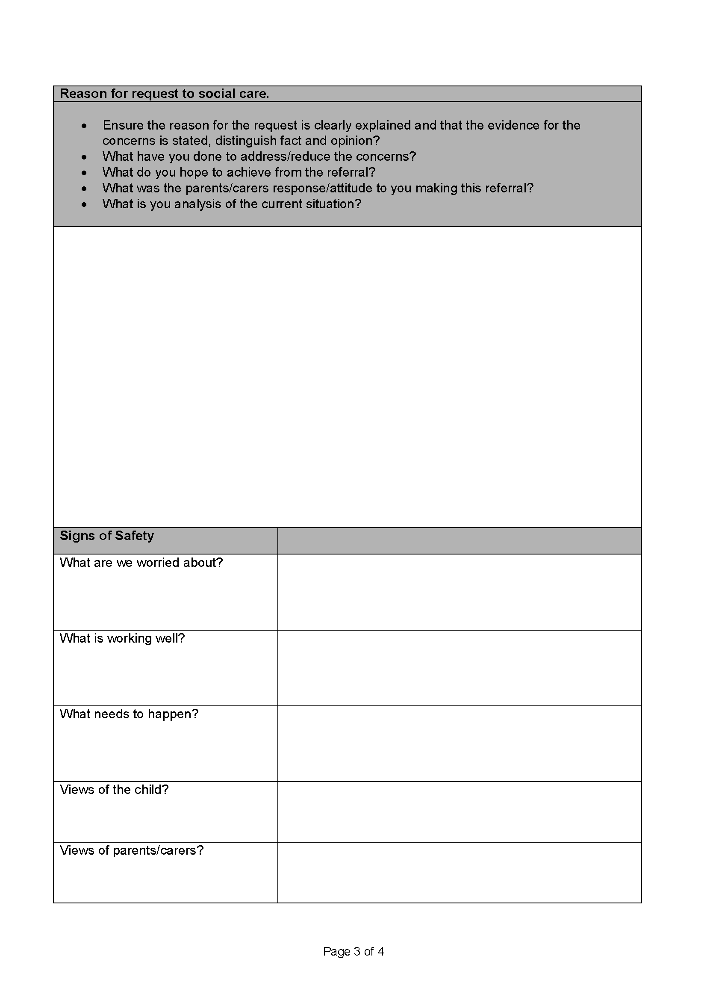 Reason for request to social care.
• Ensure the reason for the request is clearly explained and that the evidence for the
concerns is stated, distinguish fact and opinion?
• What have you done to address/reduce the concerns?
• What do you hope to achieve from the referral?
• What was the parents/carers response/attitude to you making this referral?
• What is you analysis of the current situation?
Signs of Safety
What are we worried about?
What is working well?
What needs to happen?
Views of the child?
Views of parents/carers?
Page 3 of 4